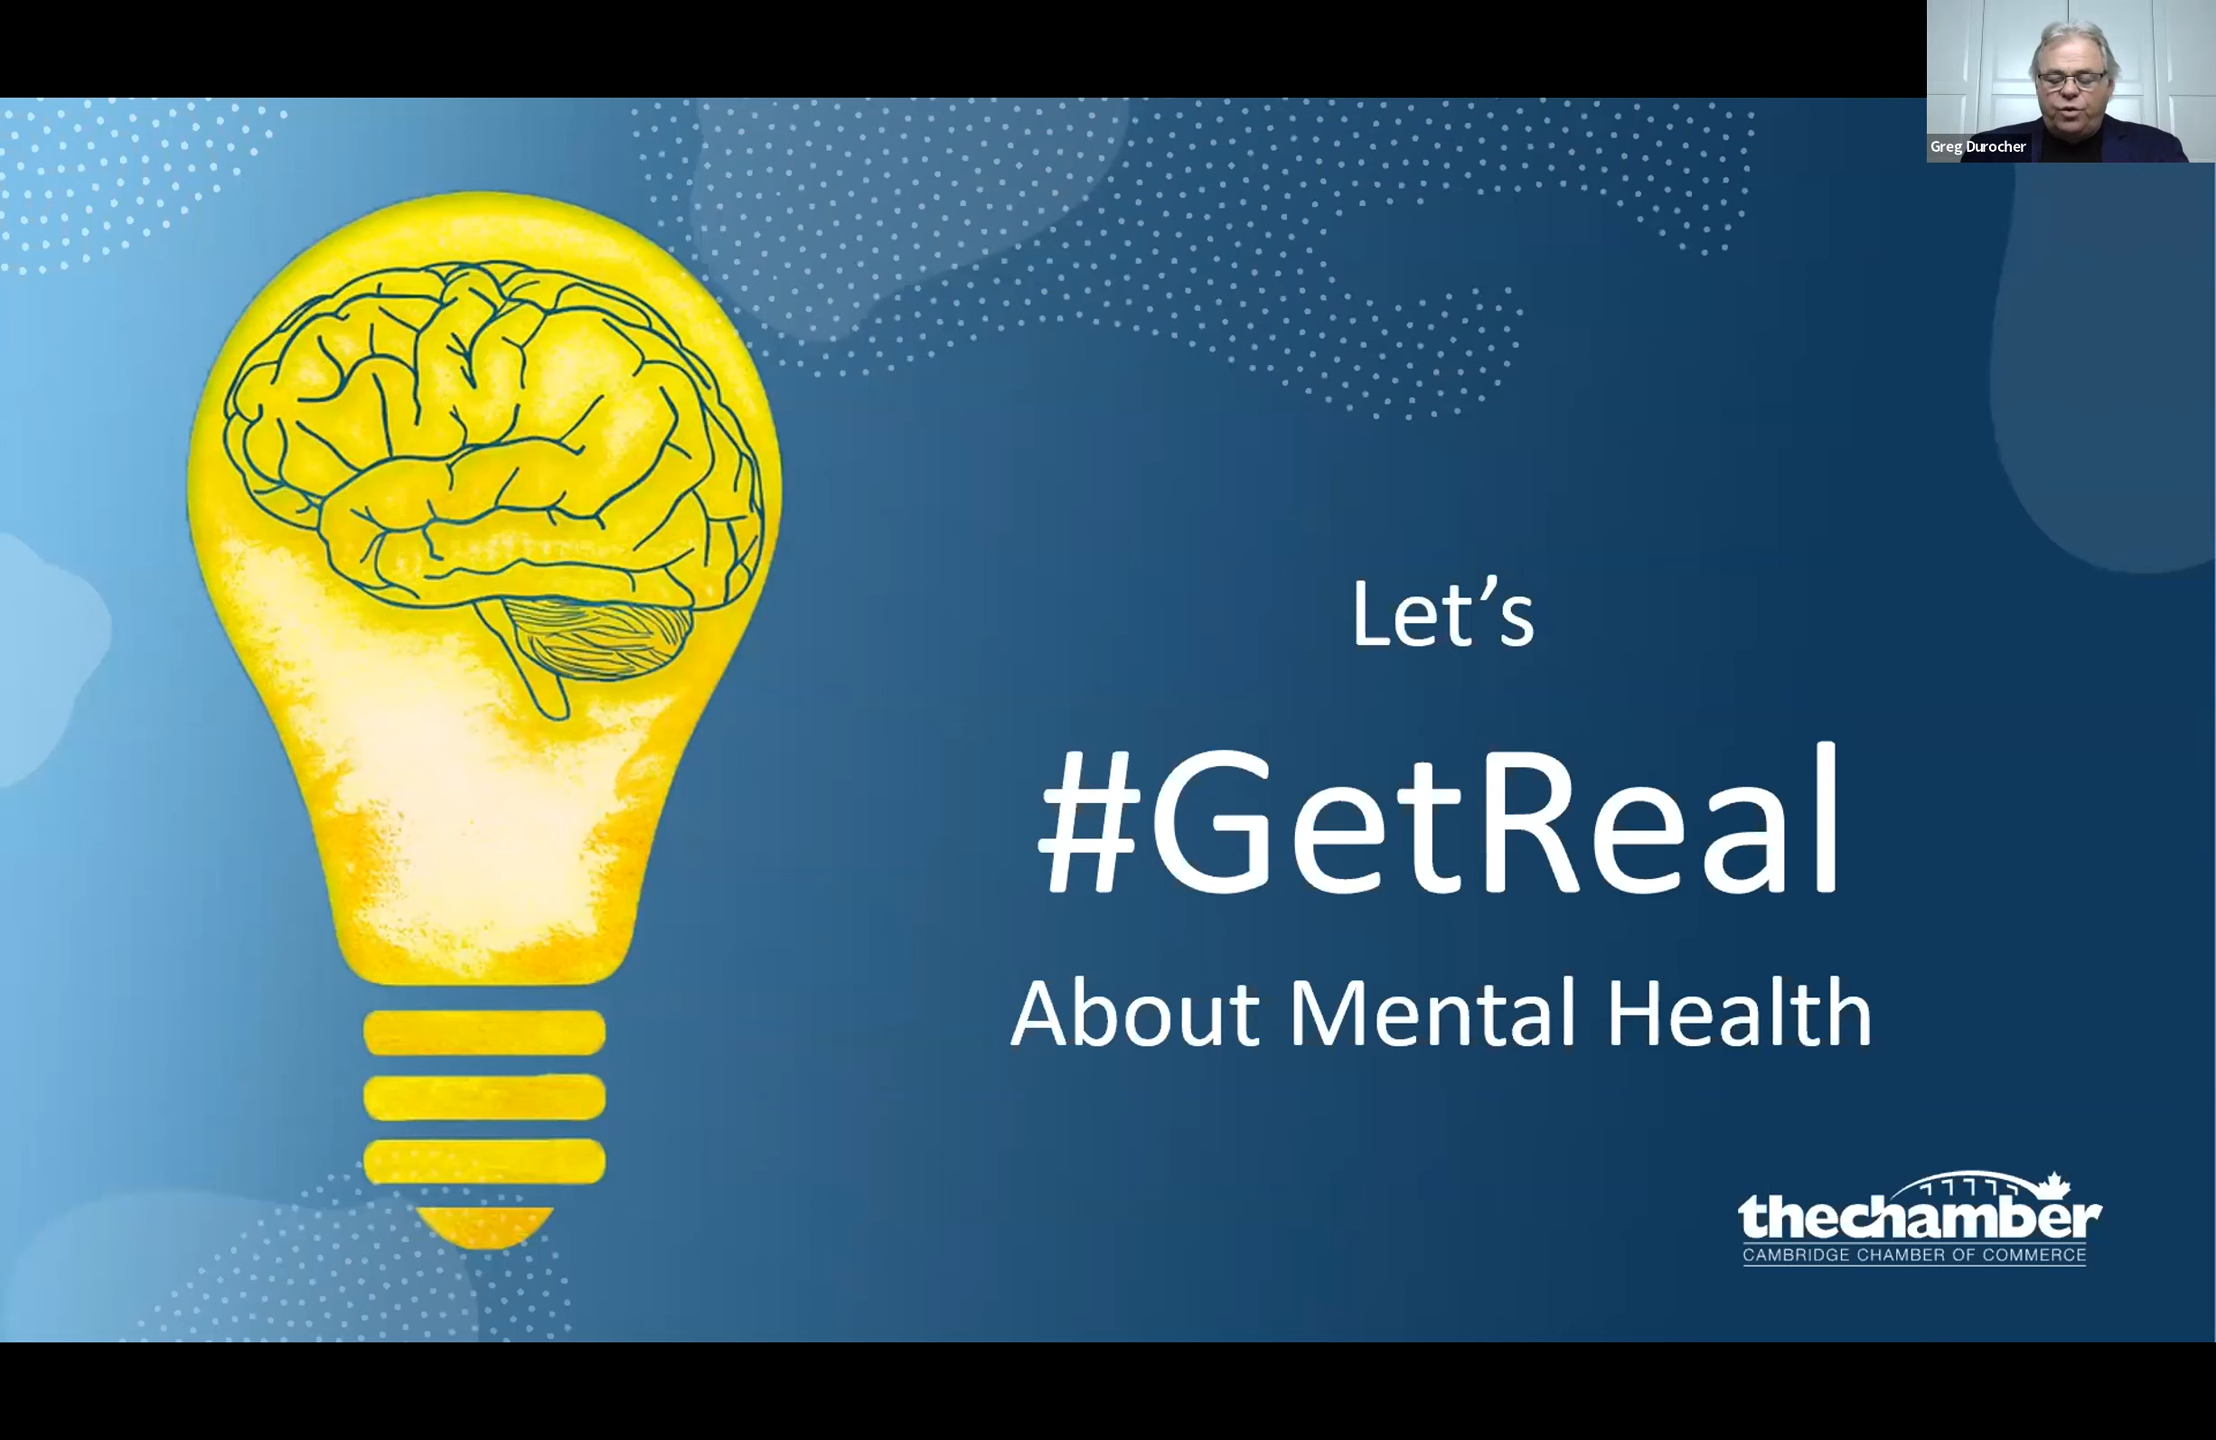 Greg Durocher
Let’s
#GetReal
About Mental Health
thechamber
CAMBRIDGE CHAMBER OF COMMERCE